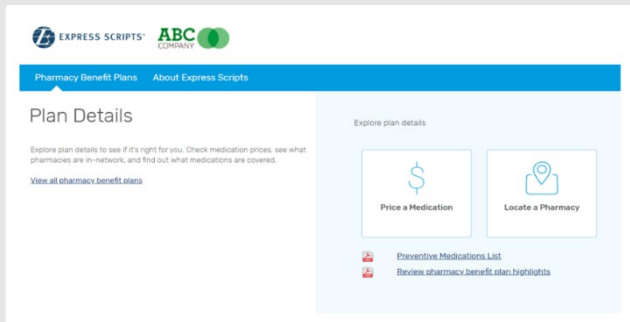 EXPRESS SCRIPTS®
ABC
COMPANY
Pharmacy Benefit Plans About Express Scripts
Plan Details
Explore plan details to see if it's right for you. Check medication prices, see what
pharmacies are in-network, and find out what medications are covered.
View all pharmacy benefit plans
Explore plan details
Price a Medication
Locate a Pharmacy
Preventive Medications List
Review pharmacy benefit plan highlights